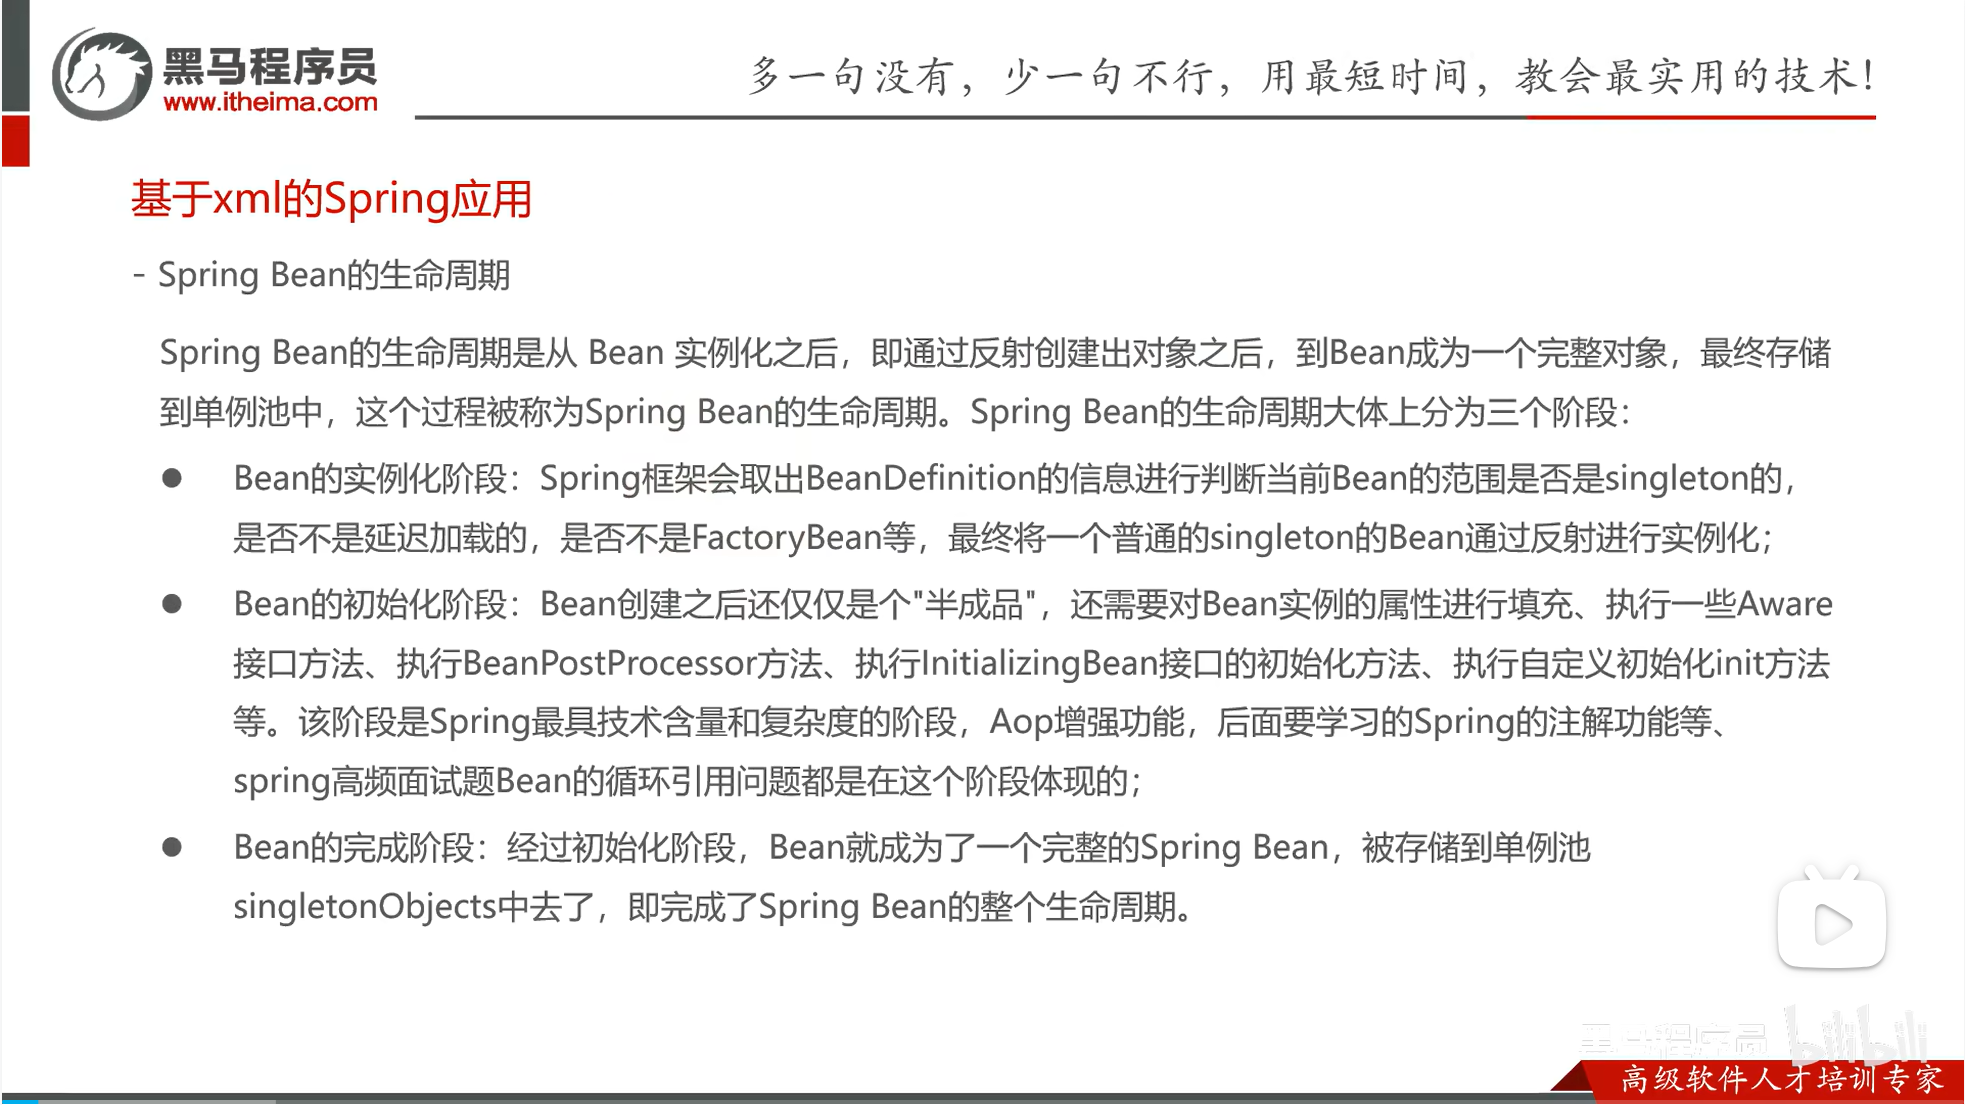 黑马程序员
www.itheima.com
多一句没有，少一句不行，用最短时间，教会最实用的技术！
基于xml的Spring应用
- Spring Bean的生命周期
Spring Bean的生命周期是从 Bean 实例化之后，即通过反射创建出对象之后，到Bean成为一个完整对象，最终存储
到单例池中，这个过程被称为Spring Bean的生命周期。Spring Bean的生命周期大体上分为三个阶段：
● Bean的实例化阶段：Spring框架会取出BeanDefinition的信息进行判断当前Bean的范围是否是singleton的，
是否不是延迟加载的，是否不是FactoryBean等，最终将一个普通的singleton的Bean通过反射进行实例化；
● Bean的初始化阶段：Bean创建之后还仅仅是个"半成品"，还需要对Bean实例的属性进行填充、执行一些Aware
接口方法、执行BeanPostProcessor方法、执行InitializingBean接口的初始化方法、执行自定义初始化init方法
等。该阶段是Spring最具技术含量和复杂度的阶段，Aop增强功能，后面要学习的Spring的注解功能等、
spring高频面试题Bean的循环引用问题都是在这个阶段体现的；
● Bean的完成阶段：经过初始化阶段，Bean就成为了一个完整的Spring Bean，被存储到单例池
singletonObjects中去了，即完成了Spring Bean的整个生命周期。
黑马程序员 bilibili
高级软件人才培训专家